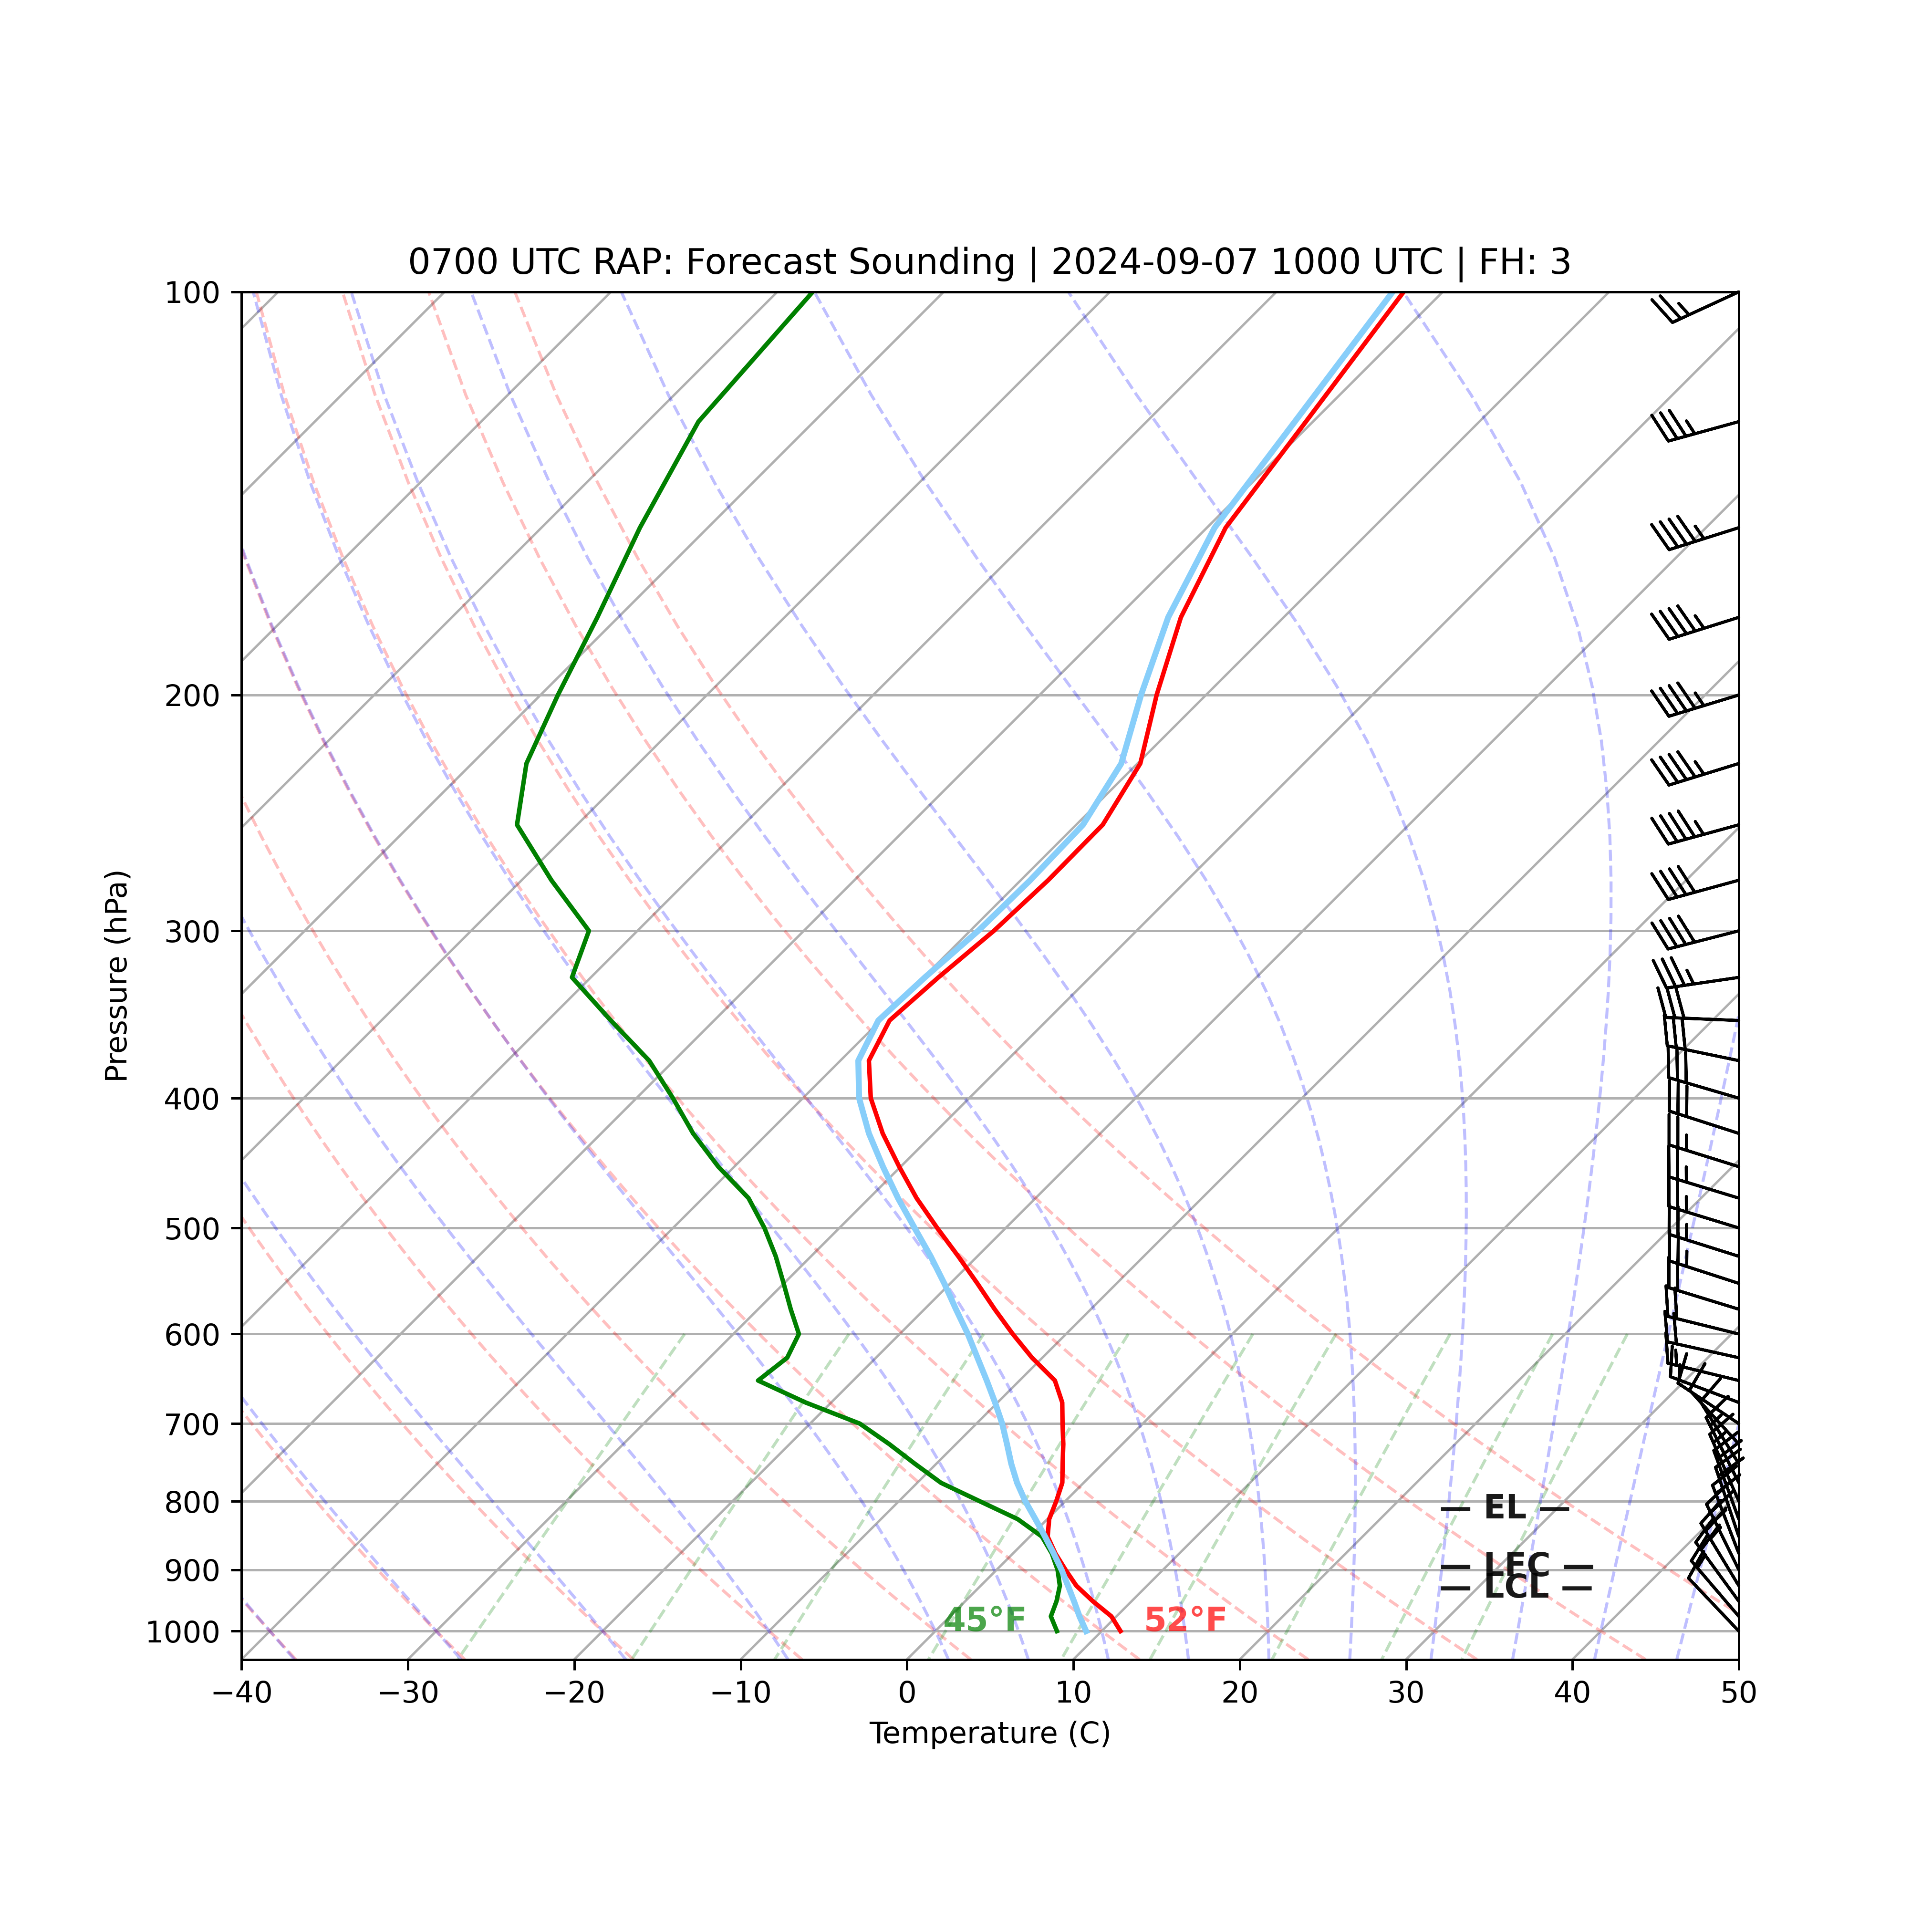 0700 UTC RAP: Forecast Sounding | 2024-09-07 1000 UTC | FH: 3
100
200
300
400
500
600
700
800
900
1000
Pressure (hPa)
— EL —
— LFC —
— LCL —
45°F
52°F
−40 −30 −20 −10 0 10 20 30 40 50
Temperature (C)